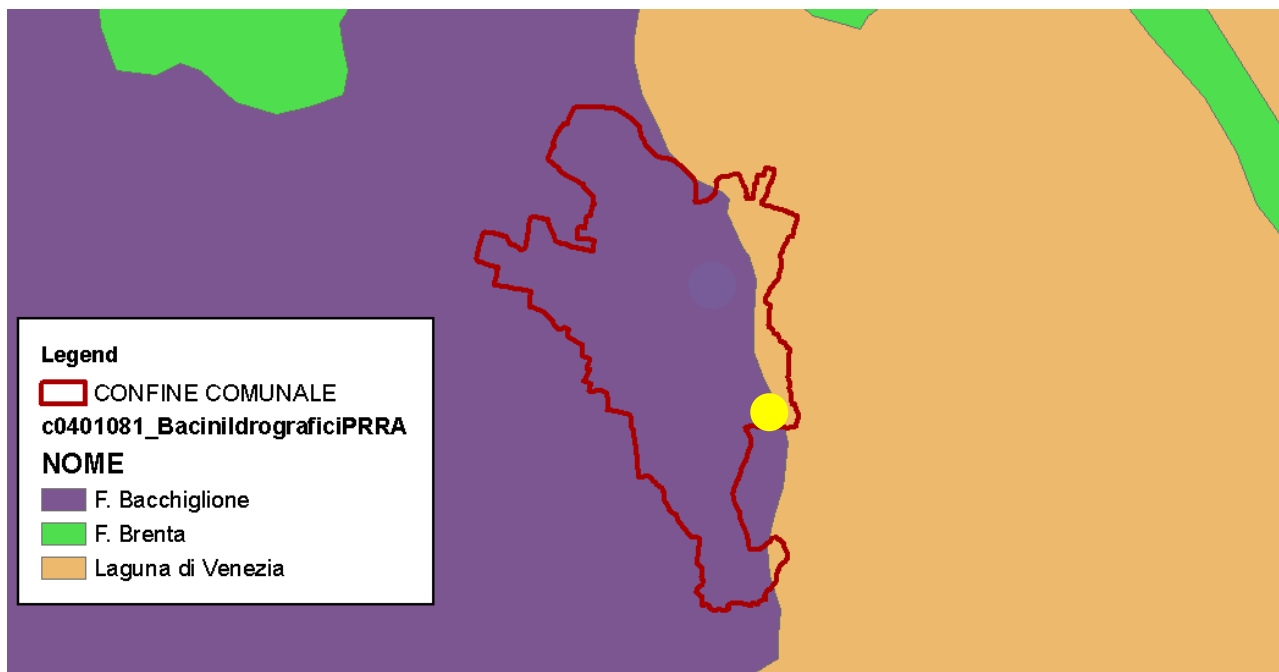 Legend
CONFINE COMUNALE
c0401081_BaciniIdrograficiPRRA
NOME
F. Bacchiglione
F. Brenta
Laguna di Venezia